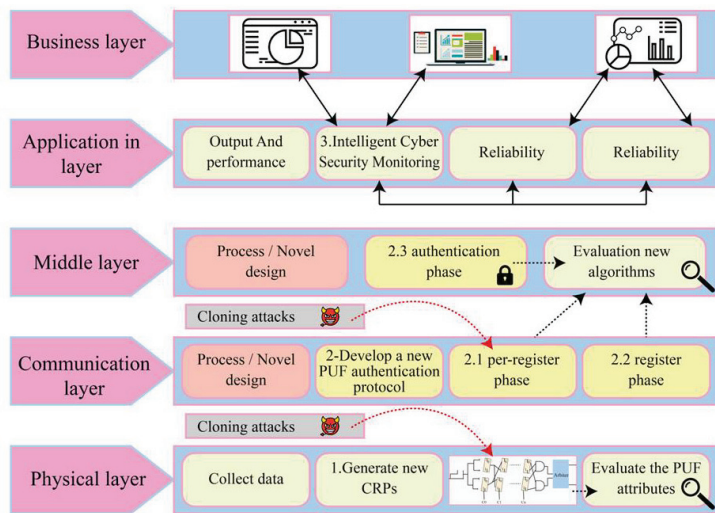 Business layer
Application in
layer
Output And
performance
3.Intelligent Cyber
Security Monitoring
Reliability
Reliability
Middle layer
Process / Novel
design
2.3 authentication
phase
Evaluation new
algorithms
Cloning attacks
Communication
layer
Process / Novel
design
2-Develop a new
PUF authentication
protocol
2.1 per-register
phase
2.2 register
phase
Cloning attacks
Physical layer
Collect data
1.Generate new
CRPs
Evaluate the PUF
attributes